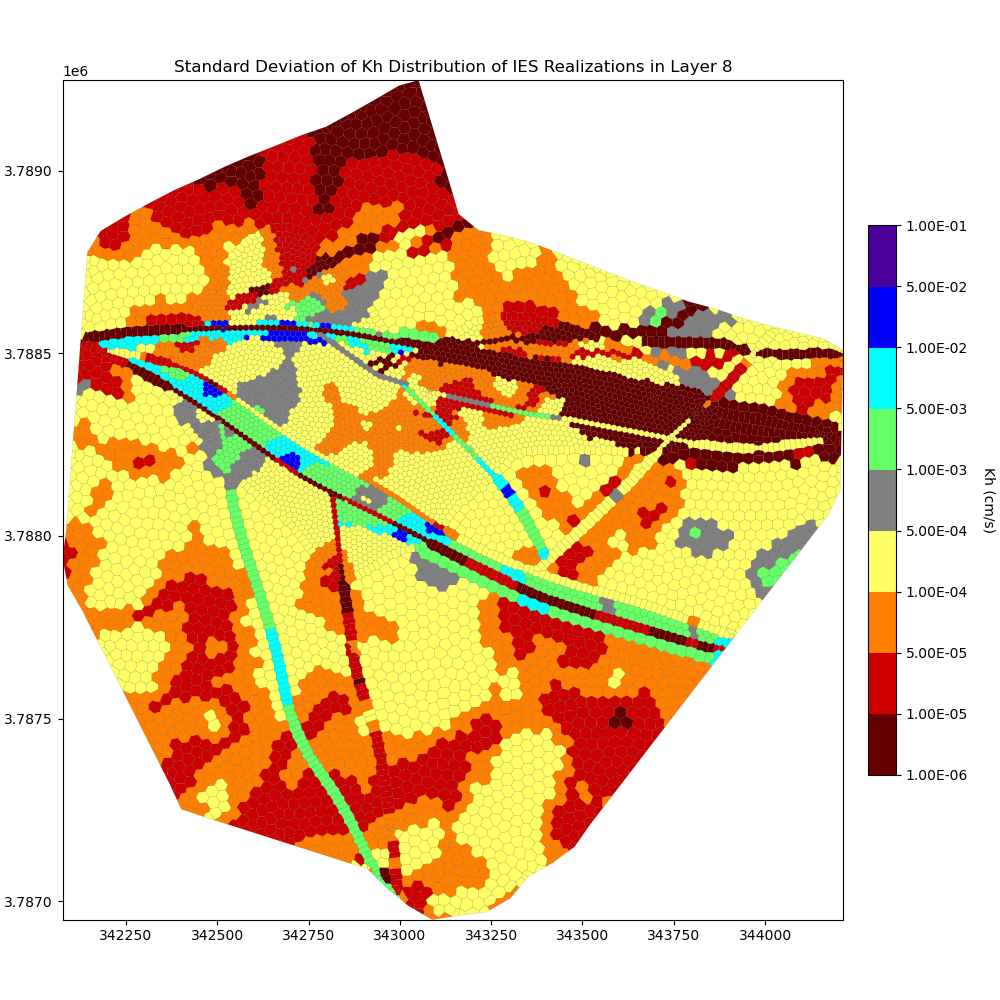 Standard Deviation of Kh Distribution of IES Realizations in Layer 8
1e6
3.7890
3.7885
3.7880
3.7875
3.7870
342250 342500 342750 343000 343250 343500 343750 344000
1.00E-01
5.00E-02
1.00E-02
5.00E-03
1.00E-03
5.00E-04
1.00E-04
5.00E-05
1.00E-05
1.00E-06
Kh (cm/s)